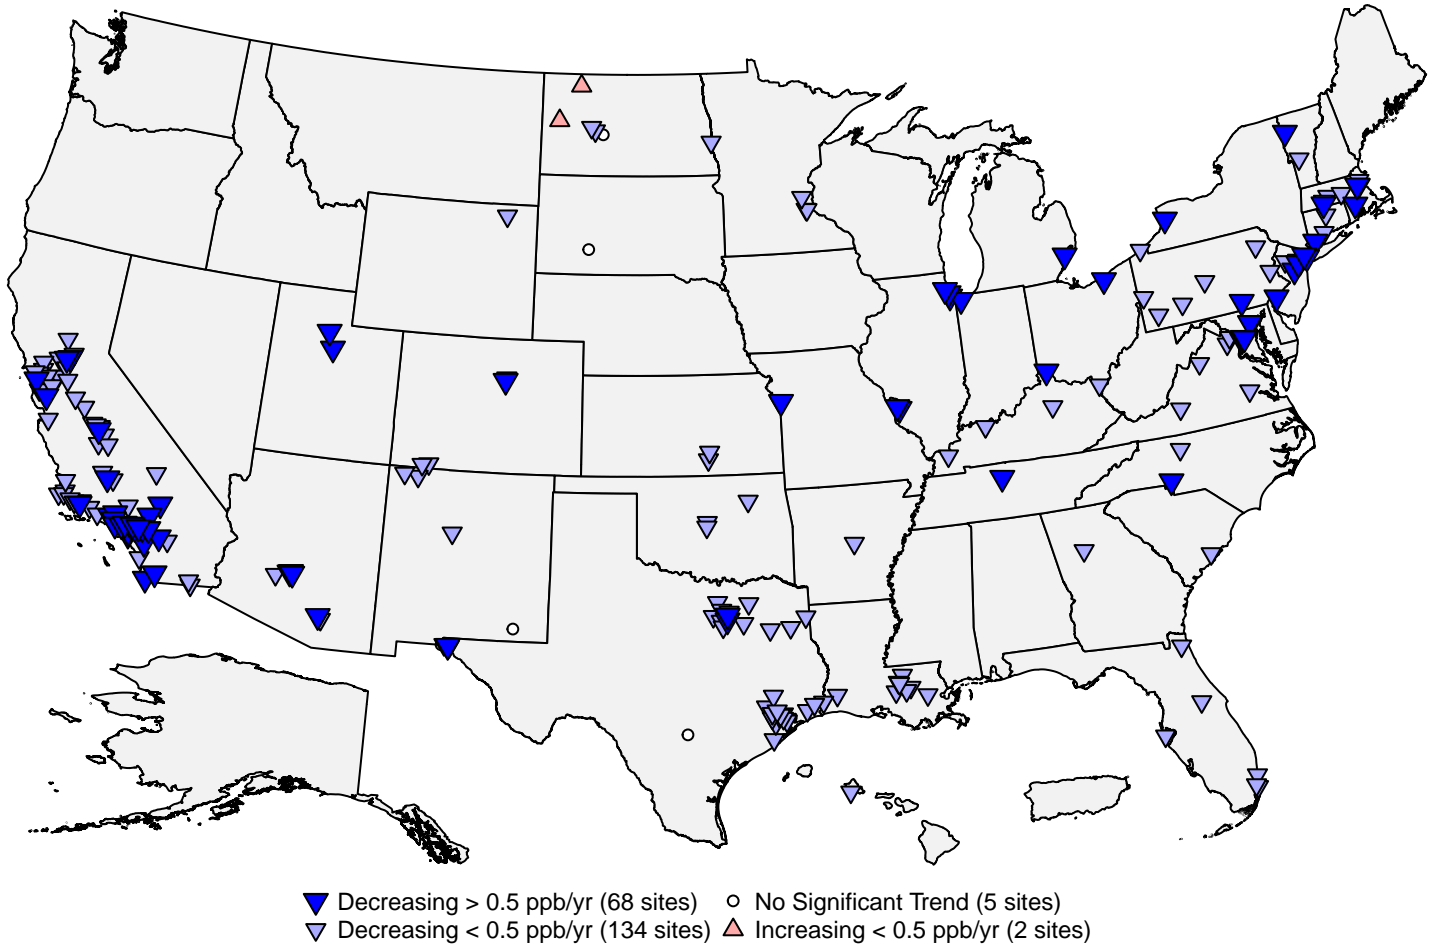 Decreasing > 0.5 ppb/yr (68 sites)
No Significant Trend (5 sites)
Decreasing < 0.5 ppb/yr (134 sites)
Increasing < 0.5 ppb/yr (2 sites)